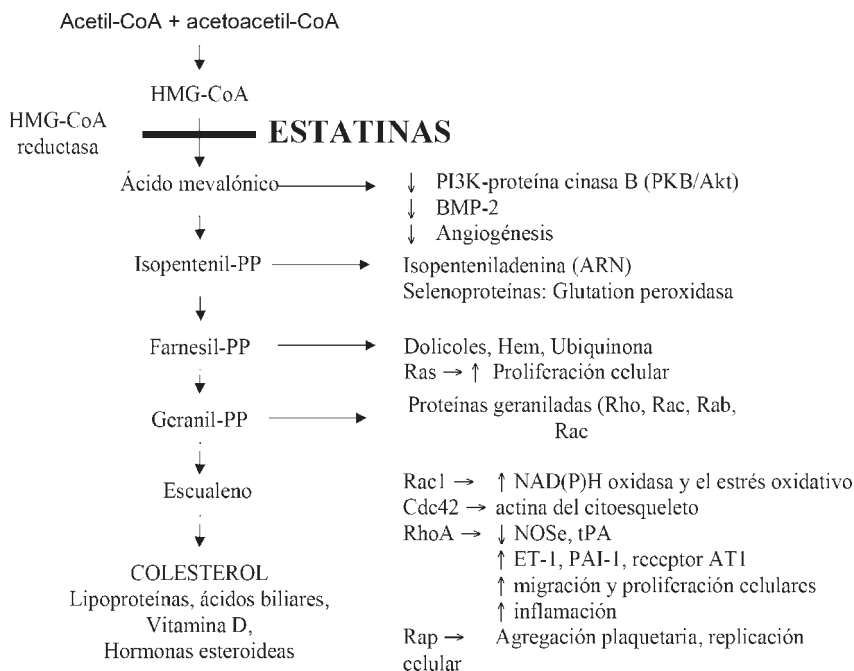 Acetil-CoA + acetoacetil-CoA
HMG-CoA
HMG-CoA
reductasa
ESTATINAS
Ácido mevalónico
↓ PI3K-proteína cinasa B (PKB/Akt)
↓ BMP-2
↓ Angiogénesis
Isopentenil-PP
Isopenteniladenina (ARN)
Selenoproteínas: Glutation peroxidasa
Farnesil-PP
Dolicoles, Hem, Ubiquinona
Ras → ↑ Proliferación celular
Geranil-PP
Proteínas geraniladas (Rho, Rac, Rab,
Rac
Escualeno
Rac1 → ↑ NAD(P)H oxidasa y el estrés oxidativo
Cdc42 → actina del citoesqueleto
RhoA → ↓ NOSe, tPA
↑ ET-1, PAI-1, receptor AT1
↑ migración y proliferación celulares
↑ inflamación
Rap → Agregación plaquetaria, replicación
celular
COLESTEROL
Lipoproteínas, ácidos biliares,
Vitamina D,
Hormonas esteroideas